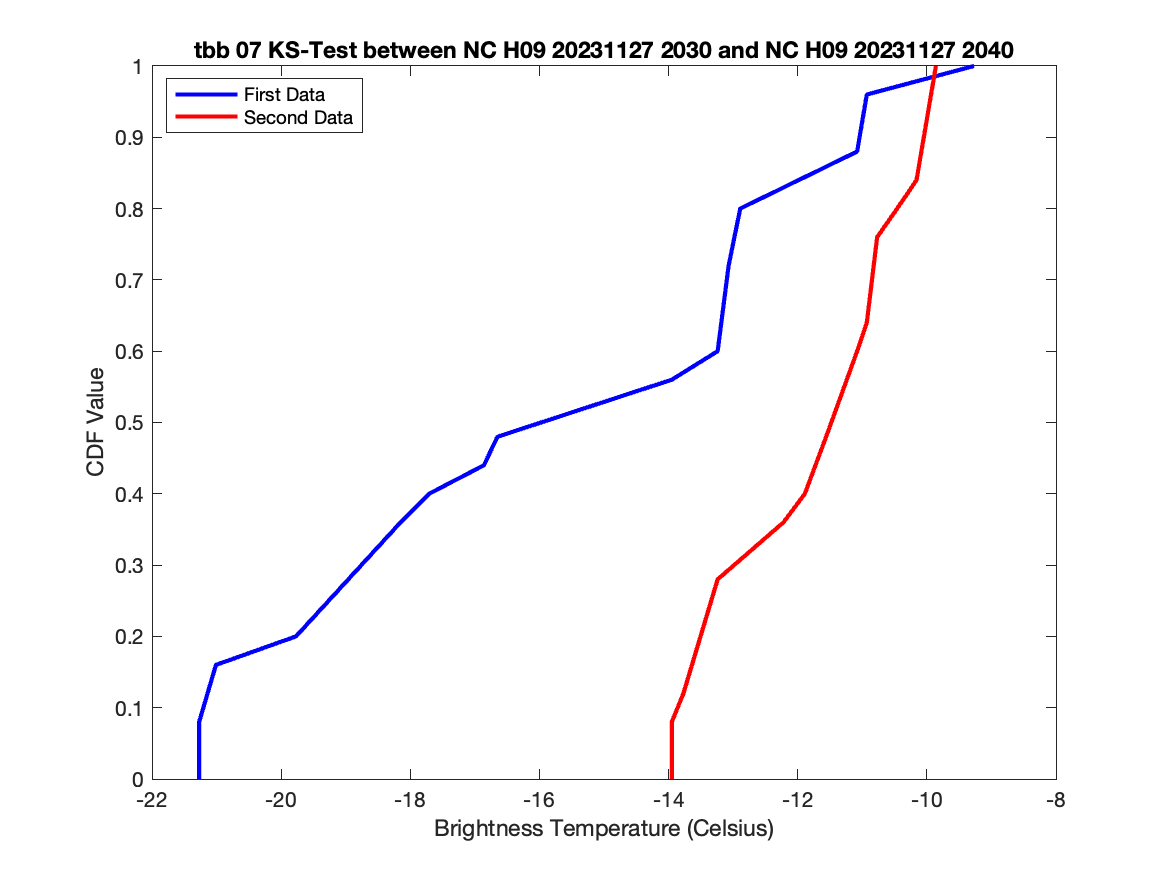 tbb 07 KS-Test between NC H09 20231127 2030 and NC H09 20231127 2040
First Data
Second Data
CDF Value
1
0.9
0.8
0.7
0.6
0.5
0.4
0.3
0.2
0.1
0
-22 -20 -18 -16 -14 -12 -10 -8
Brightness Temperature (Celsius)